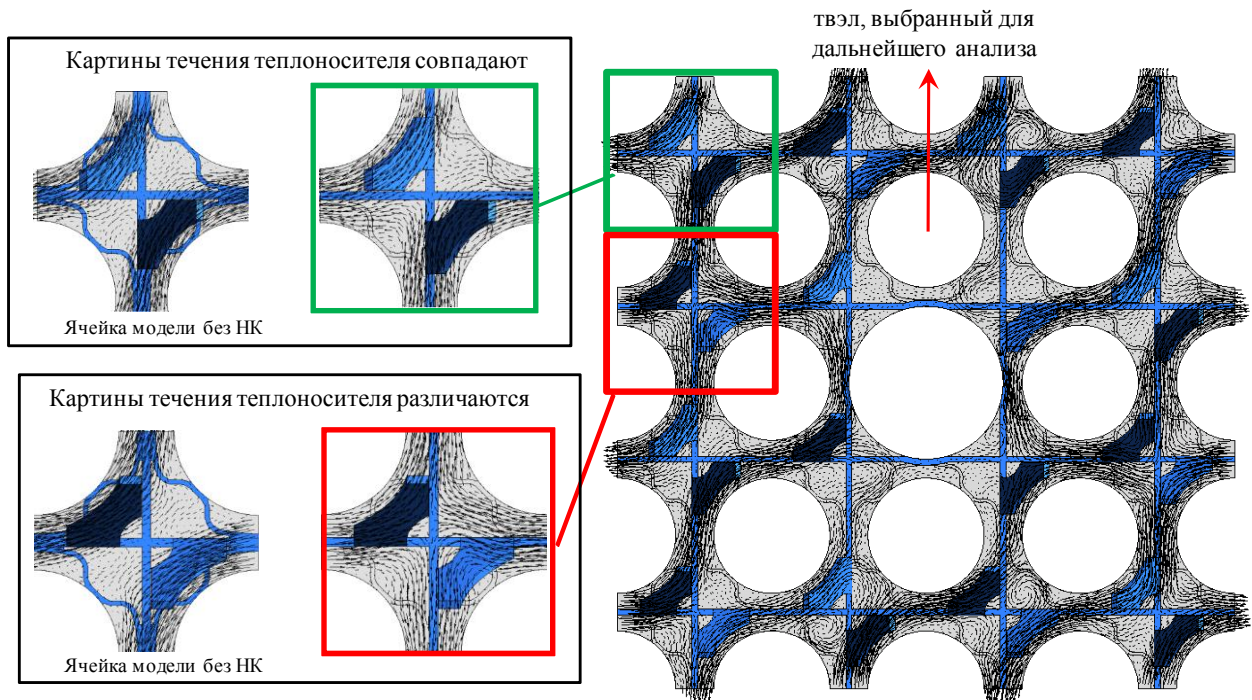 твэл, выбранный для
дальнейшего анализа
Картины течения теплоносителя совпадают
Ячейка модели без НК
Картины течения теплоносителя различаются
Ячейка модели без НК